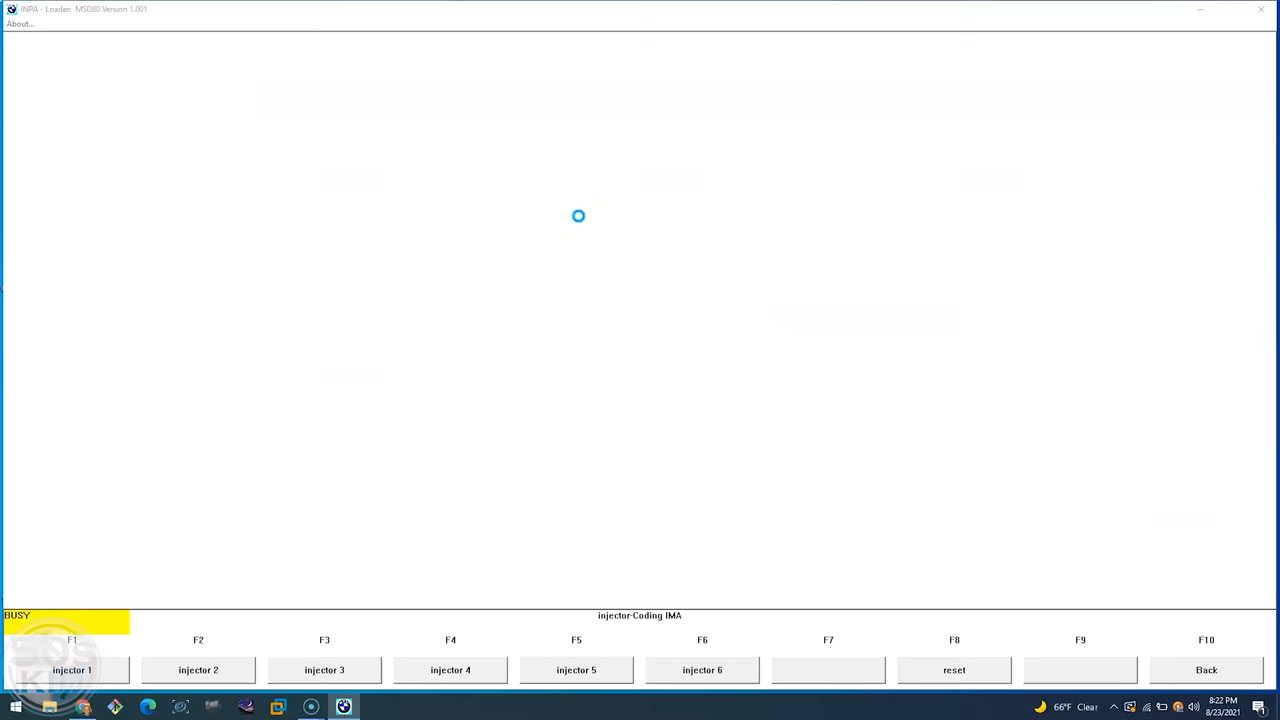 INPA - Loader: MSD80 Version 1.001
About...
BUSY
injector-Coding IMA
F1 F2 F3 F4 F5 F6 F7 F8 F9 F10
injector 1 injector 2 injector 3 injector 4 injector 5 injector 6 reset Back
66°F Clear
8:22 PM
8/23/2021
1